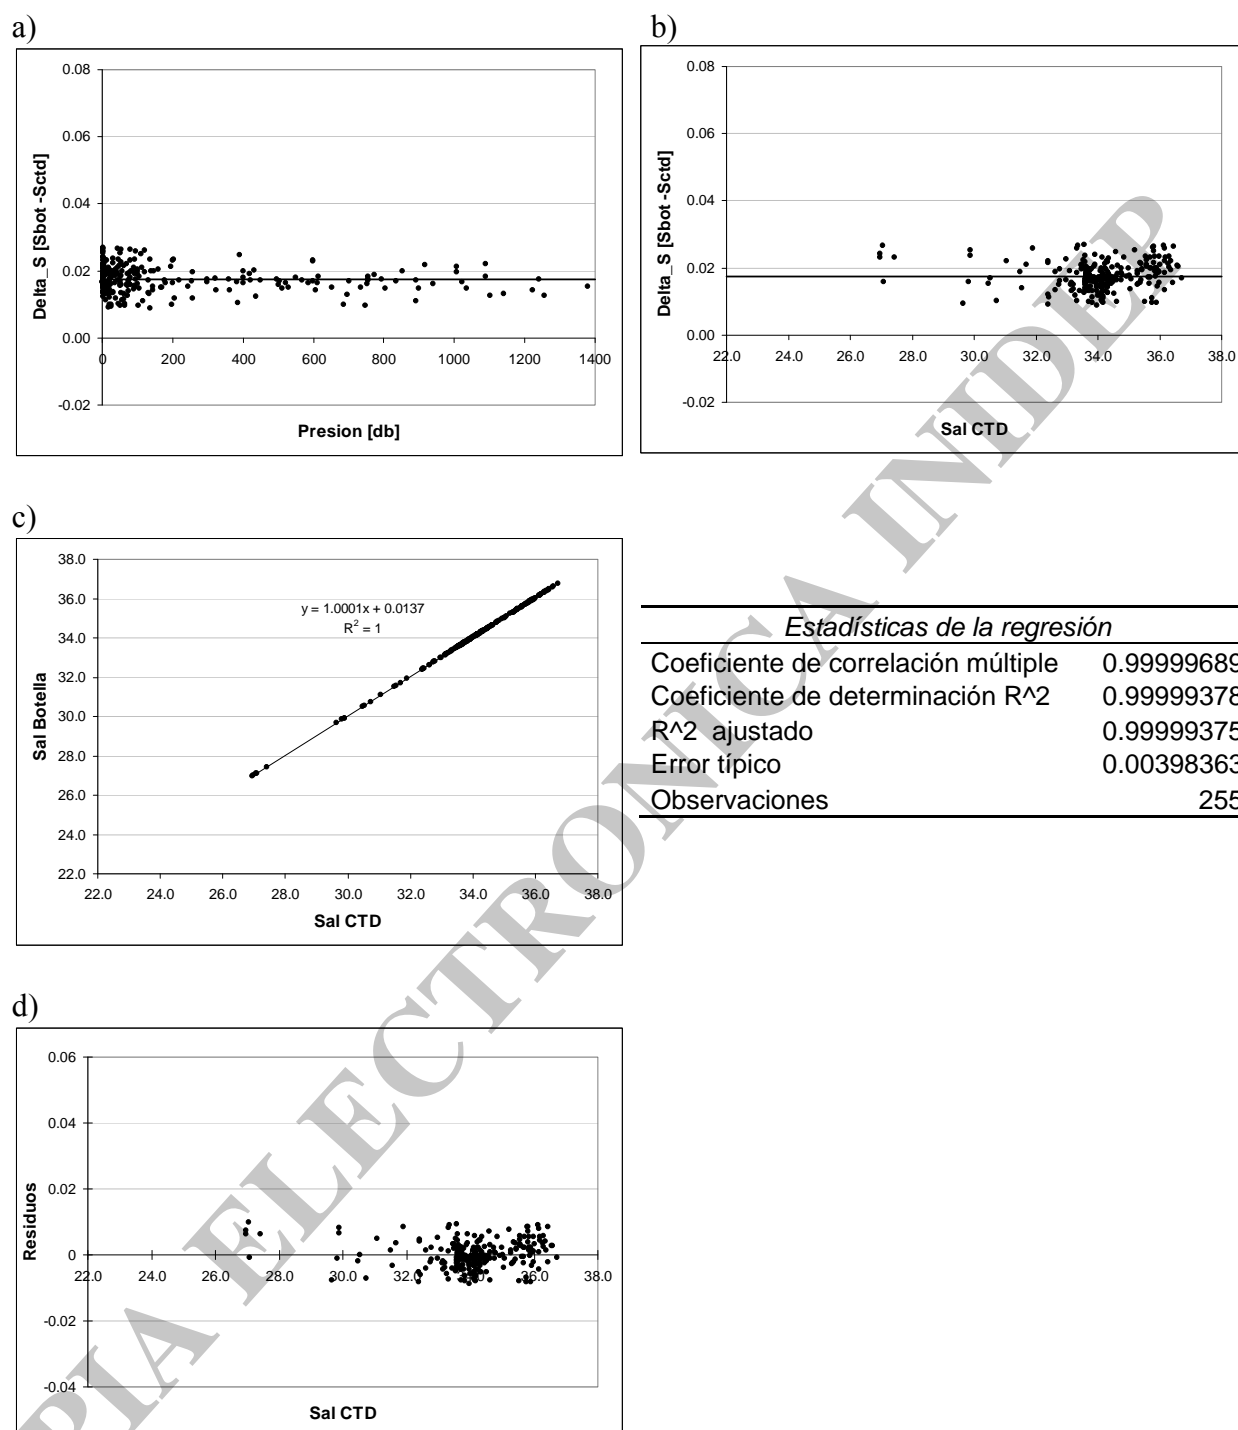 a)
0.08
0.06
0.04
0.02
0.00
-0.02
0 200 400 600 800 1000 1200 1400
Delta_S [Sbot -Sctd]
Presion [db]
b)
0.08
0.06
0.04
0.02
0.00
-0.02
22.0 24.0 26.0 28.0 30.0 32.0 34.0 36.0 38.0
Delta_S [Sbot -Sctd]
Sal CTD
c)
38.0
36.0
34.0
32.0
30.0
28.0
26.0
24.0
22.0
22.0 24.0 26.0 28.0 30.0 32.0 34.0 36.0 38.0
y = 1.0001x + 0.0137
R² = 1
Sal Botella
Sal CTD
Estadísticas de la regresión
Coeficiente de correlación múltiple 0.99999689
Coeficiente de determinación R^2 0.99999378
R^2 ajustado 0.99999375
Error típico 0.00398363
Observaciones 255
d)
0.06
0.04
0.02
0
-0.02
-0.04
22.0 24.0 26.0 28.0 30.0 32.0 34.0 36.0 38.0
Residuos
Sal CTD
PIA ELECTRONICA INIDEP